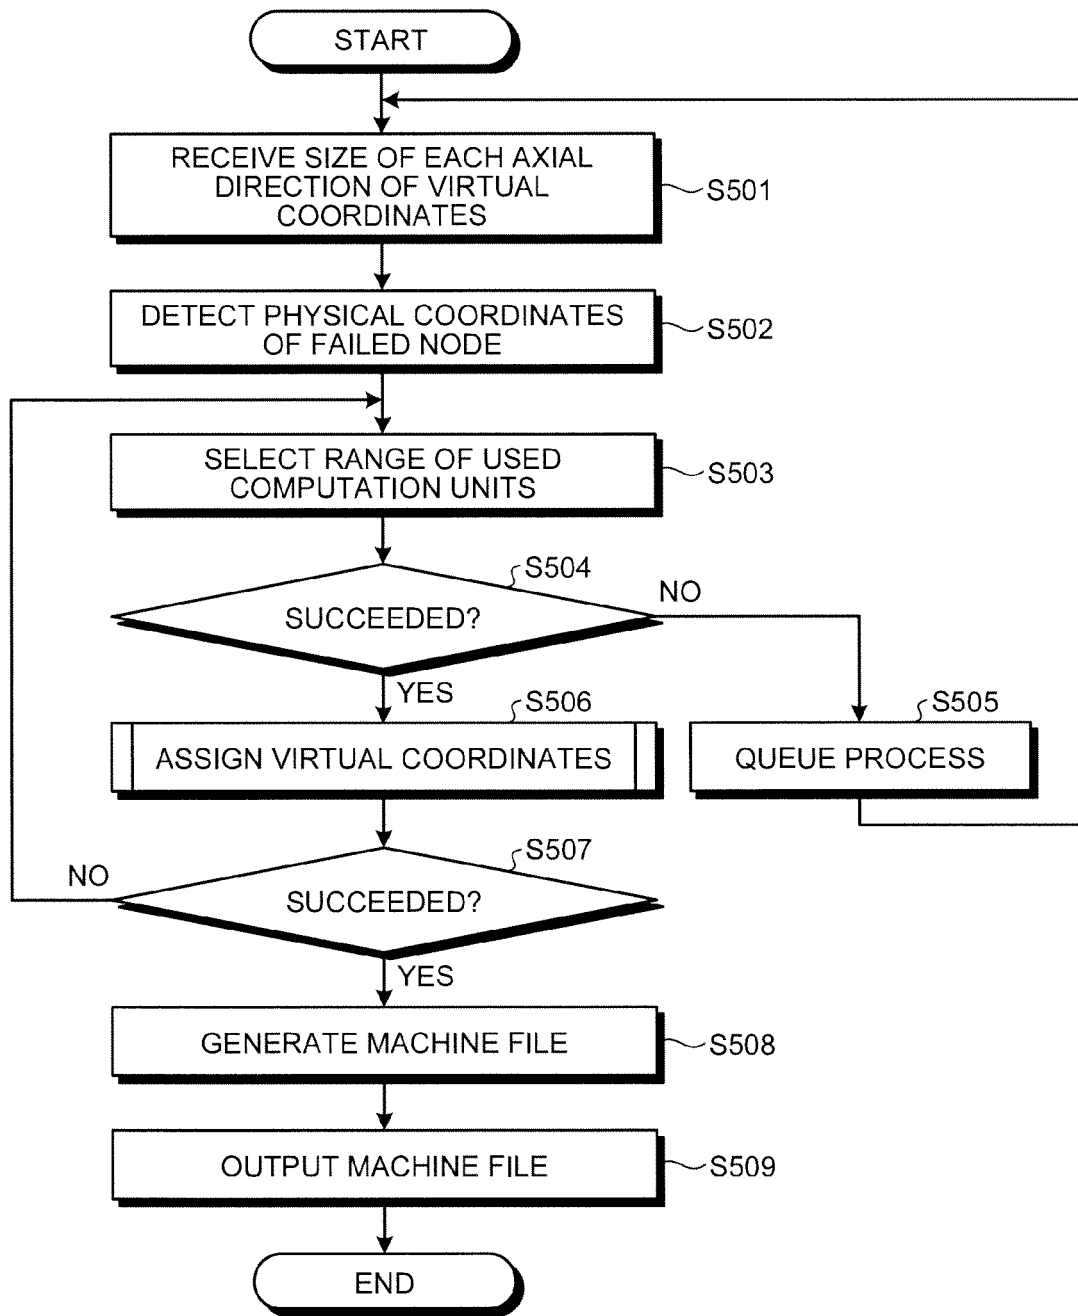 START
RECEIVE SIZE OF EACH AXIAL
DIRECTION OF VIRTUAL
COORDINATES
S501
DETECT PHYSICAL COORDINATES
OF FAILED NODE
S502
SELECT RANGE OF USED
COMPUTATION UNITS
S503
S504
SUCCEEDED?
NO
YES
S506
ASSIGN VIRTUAL COORDINATES
S505
QUEUE PROCESS
S507
SUCCEEDED?
NO
YES
GENERATE MACHINE FILE
S508
OUTPUT MACHINE FILE
S509
END